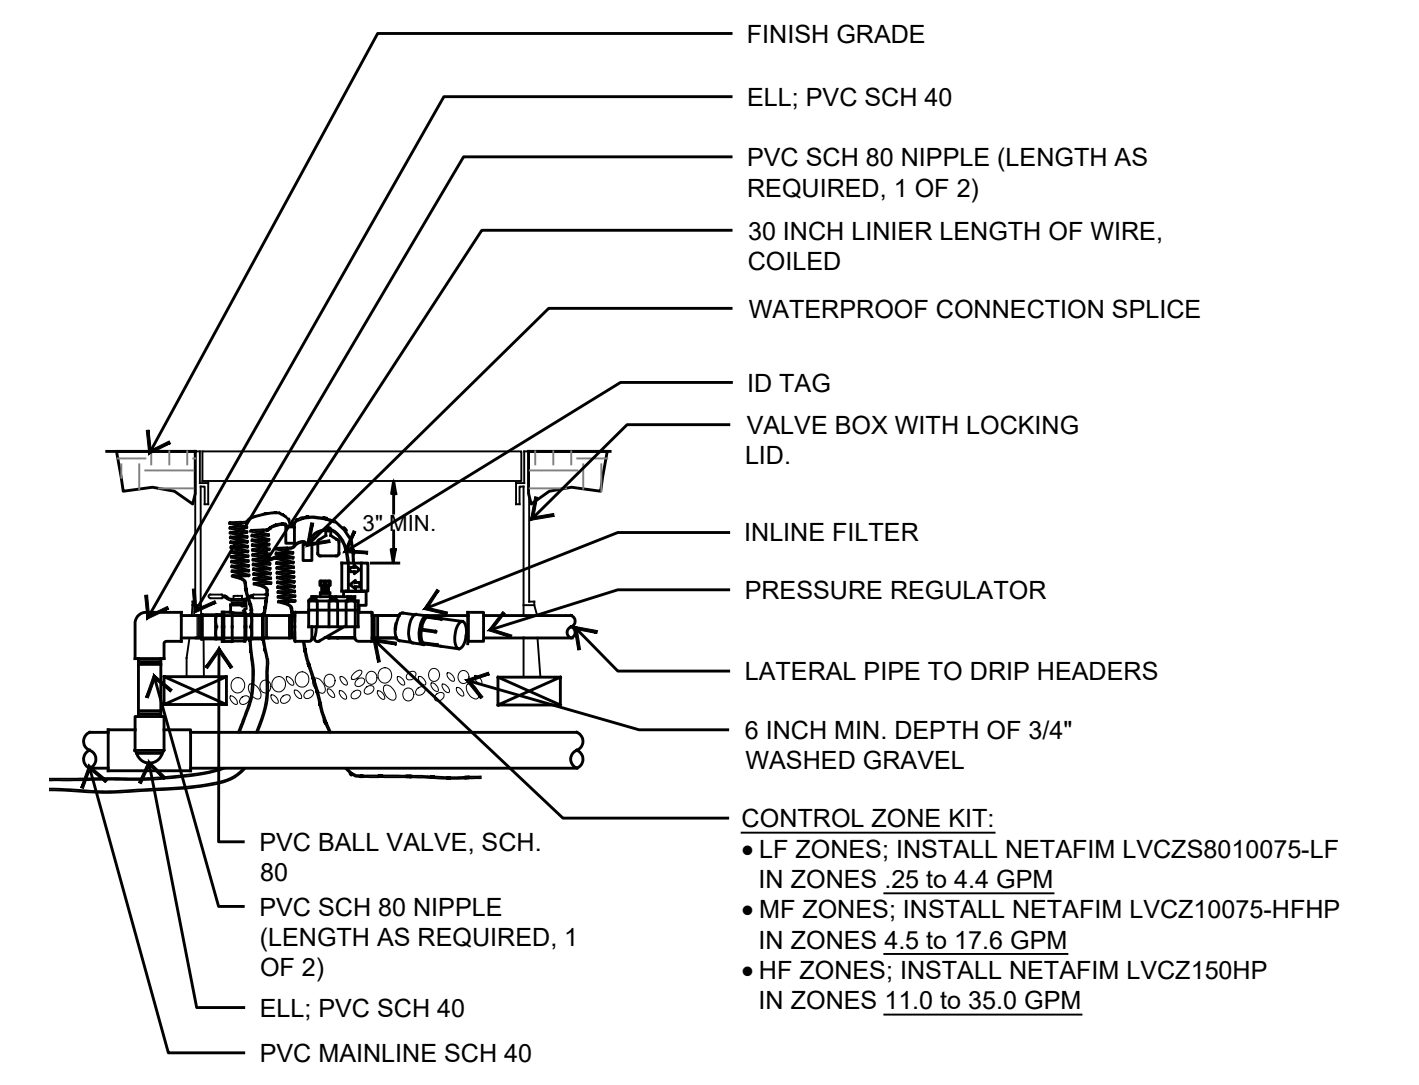 FINISH GRADE
ELL; PVC SCH 40
PVC SCH 80 NIPPLE (LENGTH AS
REQUIRED, 1 OF 2)
30 INCH LINIER LENGTH OF WIRE,
COILED
WATERPROOF CONNECTION SPLICE
ID TAG
VALVE BOX WITH LOCKING
LID.
3" MIN.
INLINE FILTER
PRESSURE REGULATOR
LATERAL PIPE TO DRIP HEADERS
6 INCH MIN. DEPTH OF 3/4"
WASHED GRAVEL
CONTROL ZONE KIT:
• LF ZONES; INSTALL NETAFIM LVCZS8010075-LF
IN ZONES .25 to 4.4 GPM
• MF ZONES; INSTALL NETAFIM LVCZ10075-HFHP
IN ZONES 4.5 to 17.6 GPM
• HF ZONES; INSTALL NETAFIM LVCZ150HP
IN ZONES 11.0 to 35.0 GPM
PVC BALL VALVE, SCH.
80
PVC SCH 80 NIPPLE
(LENGTH AS REQUIRED, 1
OF 2)
ELL; PVC SCH 40
PVC MAINLINE SCH 40